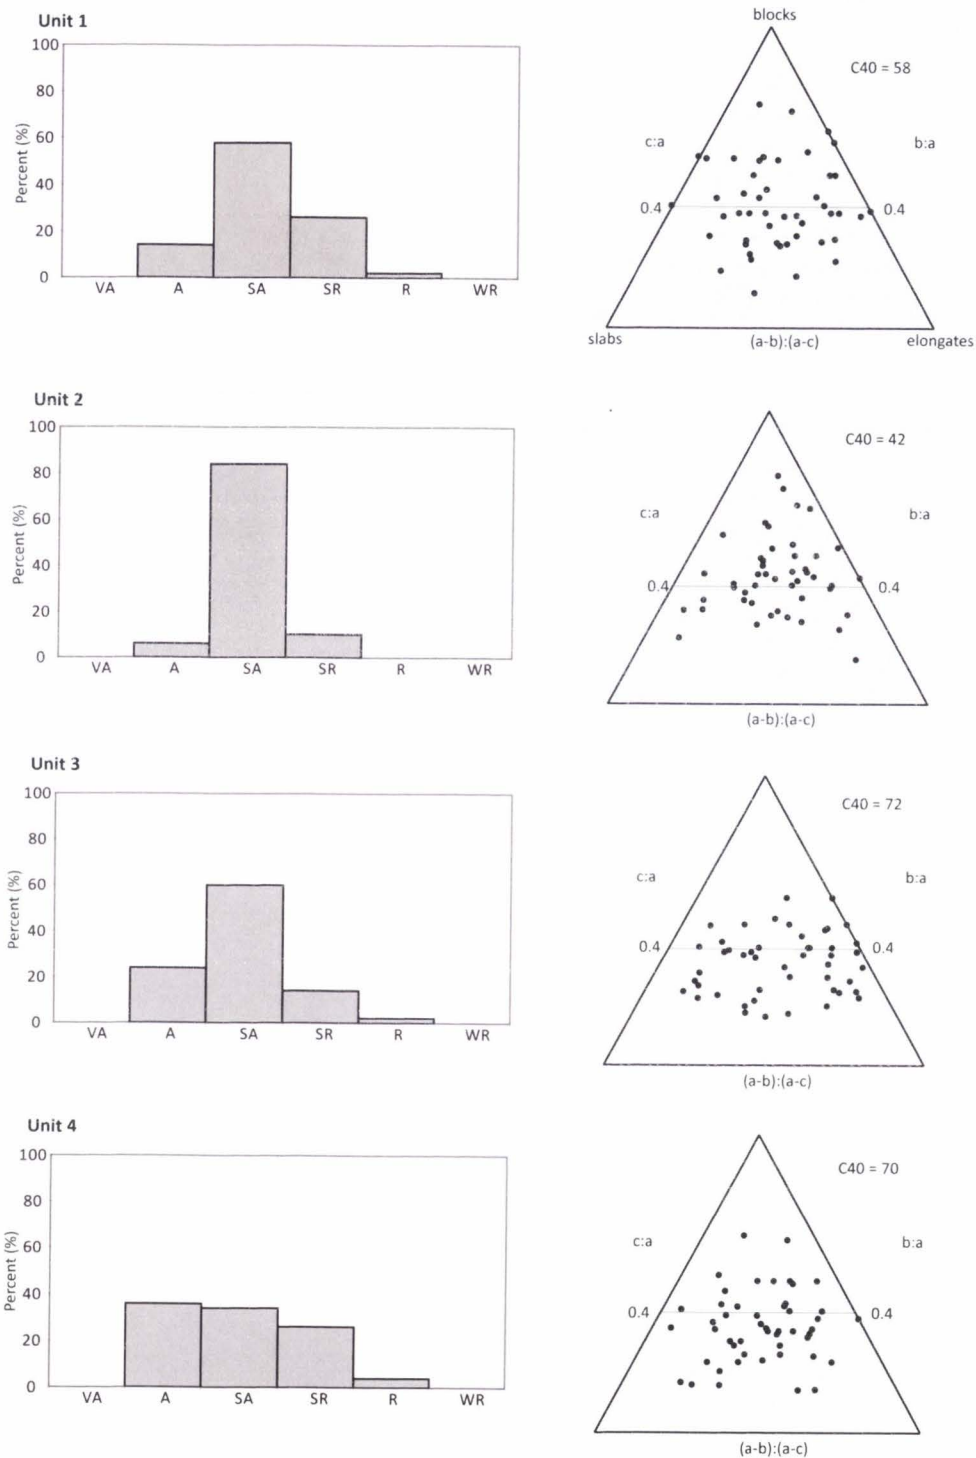 Unit 1
100
80
60
40
20
0
Percent (%)
VA A SA SR R WR
blocks
C40 = 58
c:a b:a
0.4 0.4
slabs (a-b):(a-c) elongates
Unit 2
100
80
60
40
20
0
Percent (%)
VA A SA SR R WR
C40 = 42
c:a b:a
0.4 0.4
(a-b):(a-c)
Unit 3
100
80
60
40
20
0
Percent (%)
VA A SA SR R WR
C40 = 72
c:a b:a
0.4 0.4
(a-b):(a-c)
Unit 4
100
80
60
40
20
0
Percent (%)
VA A SA SR R WR
C40 = 70
c:a b:a
0.4 0.4
(a-b):(a-c)